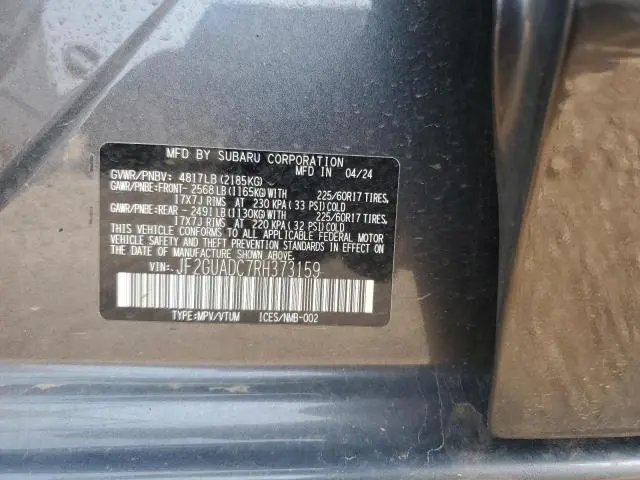 MFD BY SUBARU CORPORATION
MFD IN 04/24
GVWR/PNBV: 4817LB (2185KG)
GAWR/PNBE:FRONT- 2568LB(1165KG)WITH 225/60R17 TIRES,
17X7J RIMS AT 230 KPA (33 PSI)COLD
GAWR/PNBE:REAR - 2491LB(1130KG)WITH 225/60R17 TIRES,
17X7J RIMS AT 220 KPA (32 PSI)COLD
THIS VEHICLE CONFORMS TO ALL APPLICABLE FEDERAL MOTOR
VEHICLE SAFETY AND THEFT PREVENTION STANDARDS IN EFFECT ON
THE DATE OF MANUFACTURE SHOWN ABOVE.
VIN: JF2GUADC7RH373159
TYPE:MPV/VTUM ICES/NMB-002